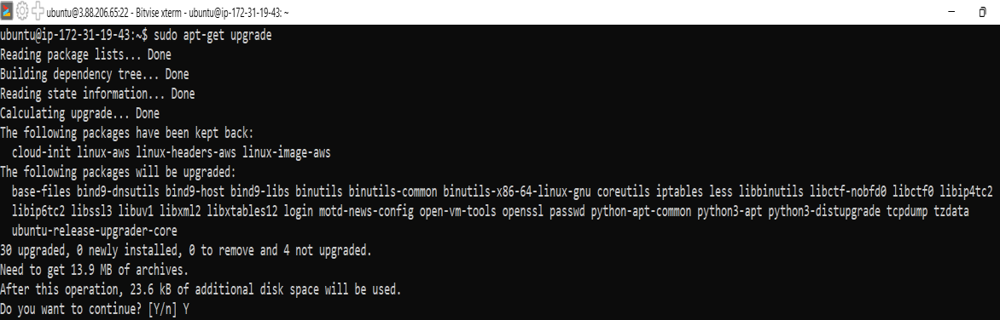 ubuntu@3.88.206.65:22 - Bitvise xterm - ubuntu@ip-172-31-19-43: ~
ubuntu@ip-172-31-19-43:~$ sudo apt-get upgrade
Reading package lists... Done
Building dependency tree... Done
Reading state information... Done
Calculating upgrade... Done
The following packages have been kept back:
  cloud-init linux-aws linux-headers-aws linux-image-aws
The following packages will be upgraded:
  base-files bind9-dnsutils bind9-host bind9-libs binutils binutils-common binutils-x86-64-linux-gnu coreutils iptables less libbinutils libctf-nobfd0 libctf0 libip4tc2
  libip6tc2 libssl3 libuv1 libxml2 libxtables12 login motd-news-config open-vm-tools openssl passwd python-apt-common python3-apt python3-distupgrade tcpdump tzdata
  ubuntu-release-upgrader-core
30 upgraded, 0 newly installed, 0 to remove and 4 not upgraded.
Need to get 13.9 MB of archives.
After this operation, 23.6 kB of additional disk space will be used.
Do you want to continue? [Y/n] Y